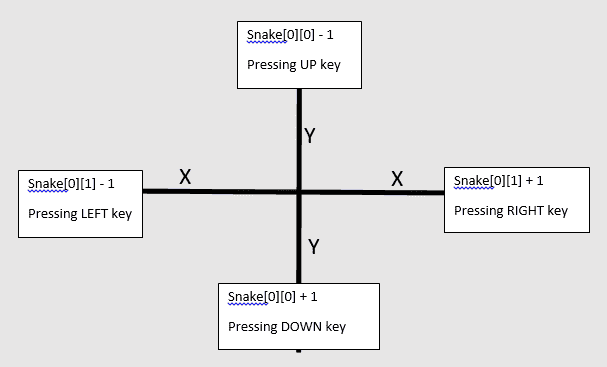 Snake[0][0] - 1
Pressing UP key
Y
Snake[0][1] - 1
Pressing LEFT key
X
X
Snake[0][1] + 1
Pressing RIGHT key
Y
Snake[0][0] + 1
Pressing DOWN key